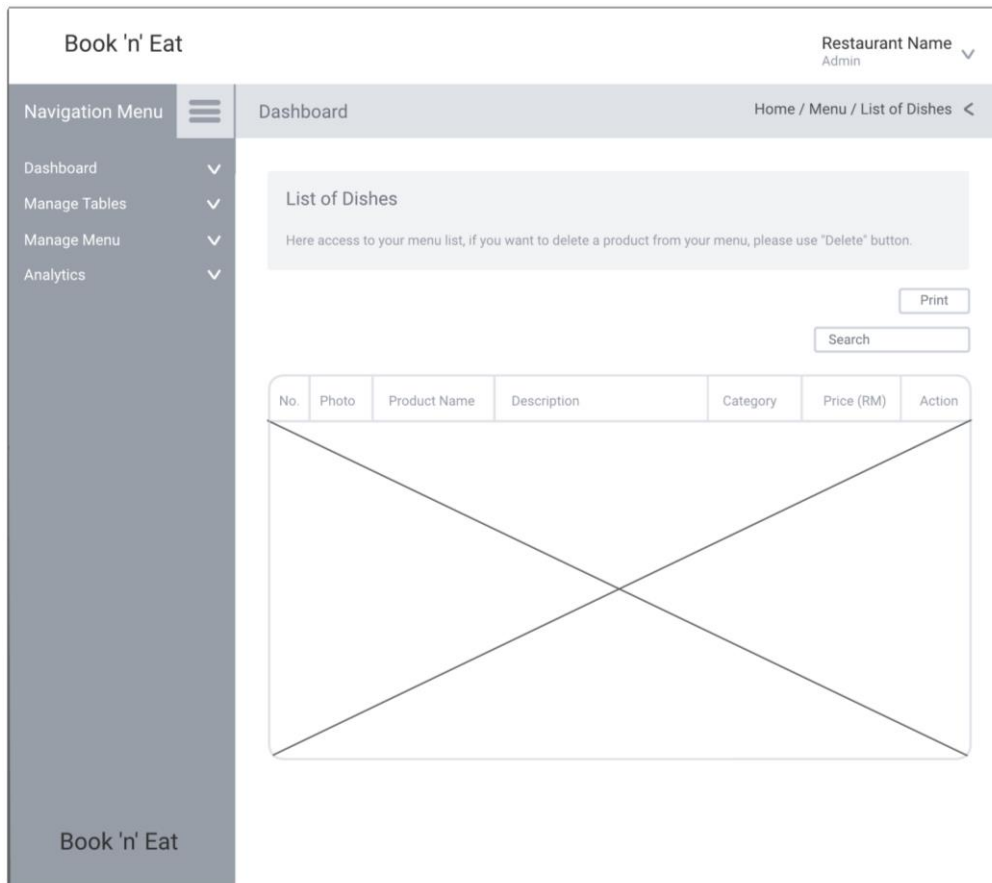 Book 'n' Eat
Restaurant Name
Admin
Navigation Menu
Dashboard
Home / Menu / List of Dishes <
Dashboard
Manage Tables
Manage Menu
Analytics
List of Dishes
Here access to your menu list, if you want to delete a product from your menu, please use "Delete" button.
Print
Search
No. Photo Product Name Description Category Price (RM) Action
Book 'n' Eat